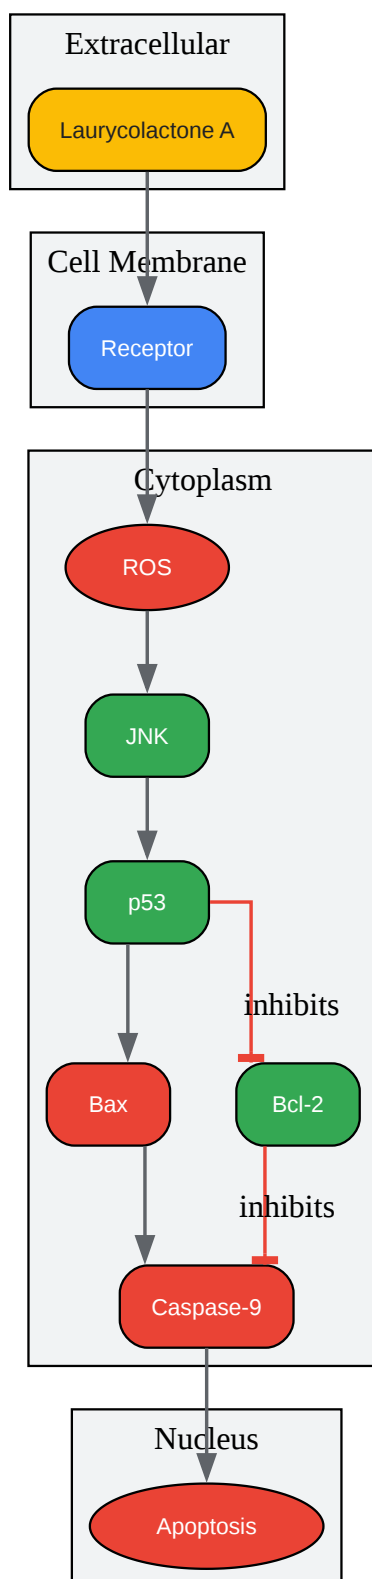 Extracellular
Laurycolactone A
Cell Membrane
Receptor
Cytoplasm
ROS
JNK
p53
inhibits
Bax
Bcl-2
inhibits
Caspase-9
Nucleus
Apoptosis